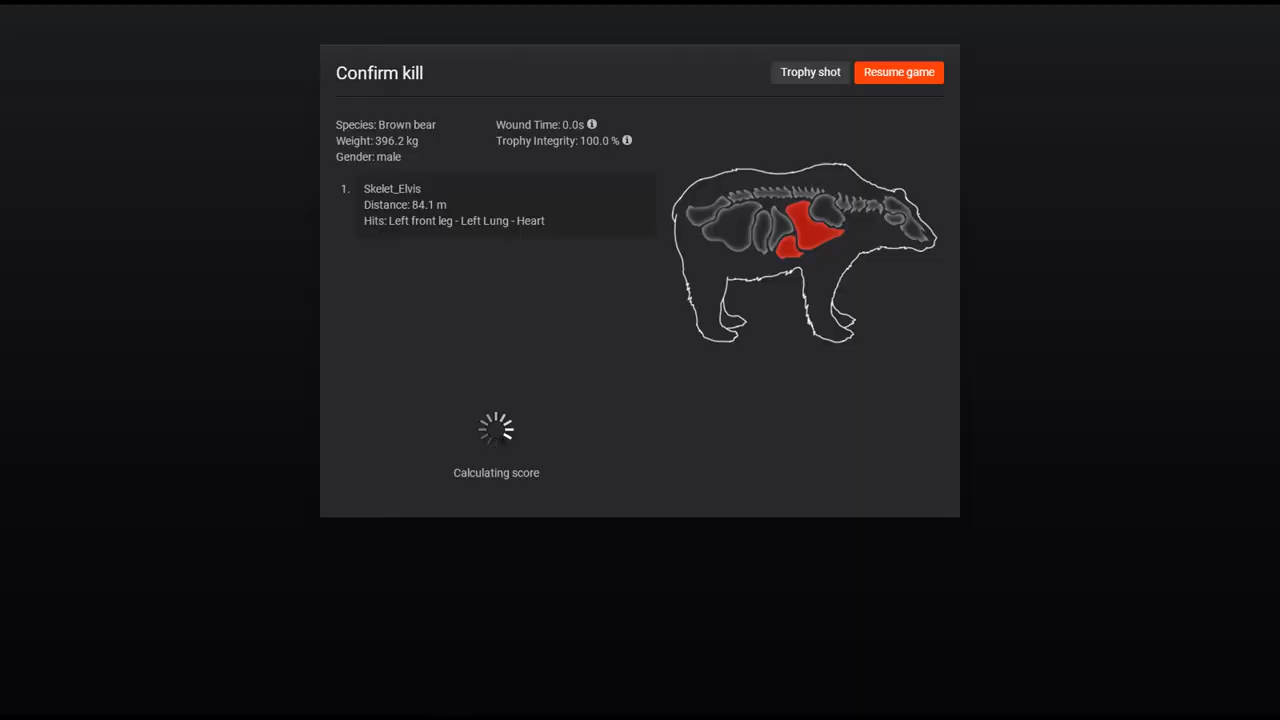 Confirm kill
Trophy shot
Resume game
Species: Brown bear
Wound Time: 0.0s
Weight: 396.2 kg
Trophy Integrity: 100.0 %
Gender: male
1.
Skelet_Elvis
Distance: 84.1 m
Hits: Left front leg - Left Lung - Heart
Calculating score